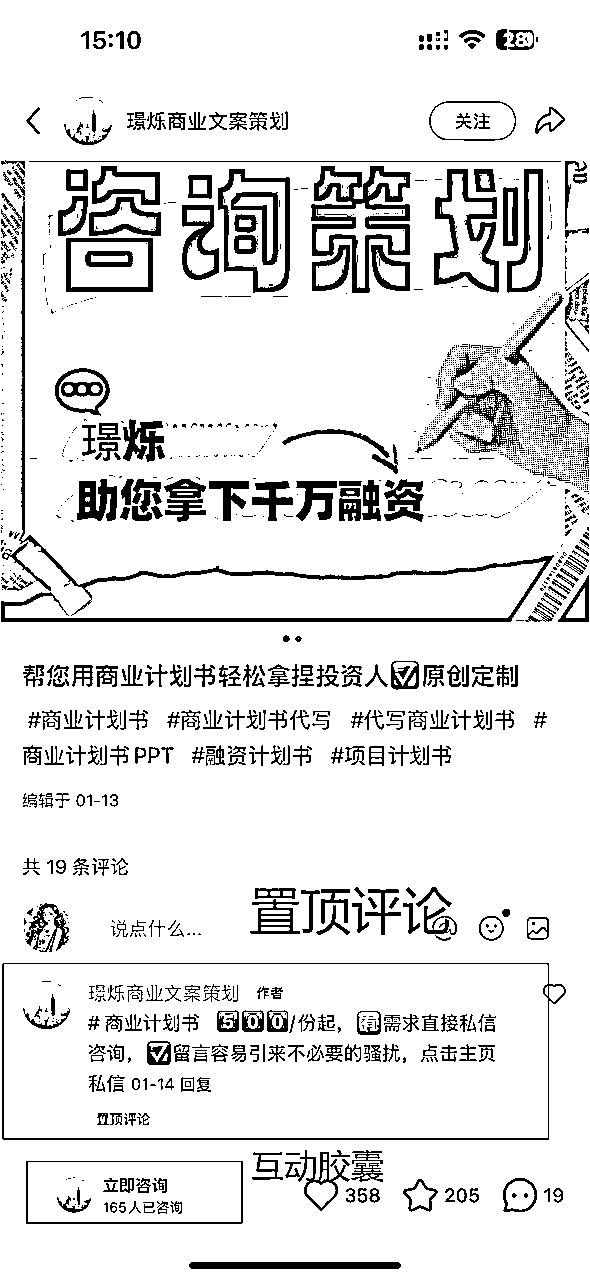 15:10
28
璟烁商业文案策划
关注
咨询策划
璟烁
助您拿下千万融资
帮您用商业计划书轻松拿捏投资人✅原创定制
#商业计划书 #商业计划书代写 #代写商业计划书 #
商业计划书PPT #融资计划书 #项目计划书
编辑于 01-13
共 19 条评论
置顶评论
说点什么...
璟烁商业文案策划 作者
# 商业计划书 5️⃣0️⃣0️⃣/份起，🈶需求直接私信
咨询，✅留言容易引来不必要的骚扰，点击主页
私信 01-14 回复
置顶评论
互动胶囊
立即咨询
165人已咨询
358
205
19